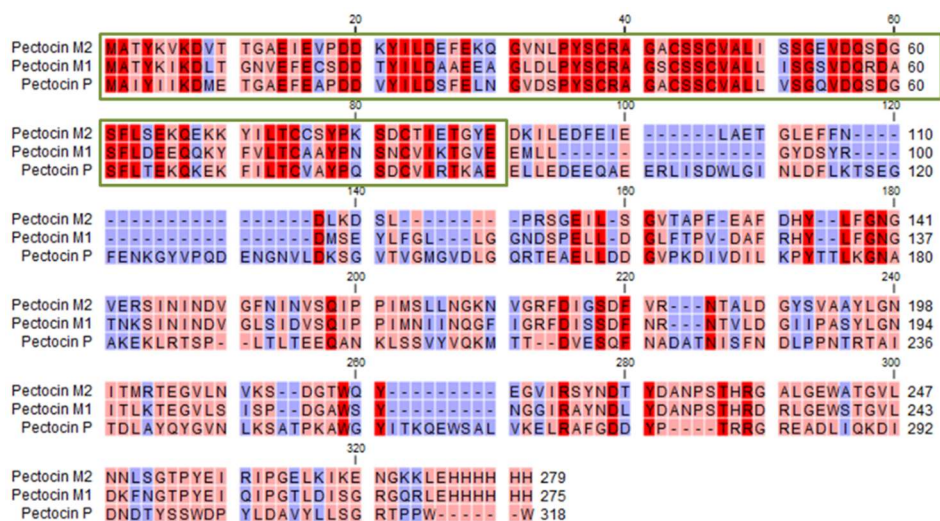 20 40 60
Pectocin M2 MATYKVKDVT TGAEIEVPDD KYILDEFEKQ GVNLPYSCRA GACSSCVALI SSGEVDQSDG 60
Pectocin M1 MATYKIKDLT GNVEFECSDD TYILDAAEEA GLDLPYSCRA GSCSSCVALL ISGSVDQRDA 60
Pectocin P MAIYIIKDME TGAEFEAPDD VYILDSFELN GVDSPYSCRA GACSSCVALL VSGQVDQSDG 60
80 100 120
Pectocin M2 SFLSEKQEKK YILTCCSYPK SDCTIETGYE DKILEDFEIE ------LAET GLEFFN---- 110
Pectocin M1 SFLDEEQQKY FVLTCAAYPN SNCVIKTGVE EMLL------ ---------- GYDSYR---- 100
Pectocin P SFLTEKQKEK FILTCVAYPQ SDCVIRTKAE ELLEDEEQAE ERLISDWLGI NLDFLKTSEG 120
140 160 180
Pectocin M2 ---------- -------DLKD SL-------- -PRSGEIL-S GVTAPF-EAF DHY--LFGNG 141
Pectocin M1 ---------- -------DMSE YLFGL---LG GNDSPELL-D GLFTPV-DAF RHY--LFGNG 137
Pectocin P FENKGYVPQD ENGNVLDKSG VTVGMGVDLG QRTEAELLDD GVPKDIVDIL KPYTTLKGNA 180
200 220 240
Pectocin M2 VERSININDV GFNINVSQIP PIMSLLNGKN VGRFDIGSDF VR---NTALD GYSVAAYLGN 198
Pectocin M1 TNKSININDV GLSIDVSQIP PIMNIINQGF IGRFDISSDF NR---NTVLD GIIPASYLGN 194
Pectocin P AKEKLRTSP- -LTLTEEQAN KLSSVYVQKM TT--DVESQF NADATNISFN DLPPNTRTAI 236
260 280 300
Pectocin M2 ITMRTEGVLN VKS--DGTWQ Y--------- EGVIRSYNDT YDANPSTHRG ALGEWATGVL 247
Pectocin M1 ITLKTEGVLS ISP--DGAWS Y--------- NGGIRAYNDL YDANPSTHRD RLGEWSTGVL 243
Pectocin P TDLAYQYGVN LKSATPKAWG YITKQEWSAL VKELRAFGDD YP----TRRG READLIQKDI 292
320
Pectocin M2 NNLSGTPYEI RIPGELKIKE NGKKLEHHHH HH 279
Pectocin M1 DKFNGTPYEI QIPGTLDISG RGQRLEHHHH HH 275
Pectocin P DNDTYSSWDP YLDAVYLLSG RTPPW----- -W 318